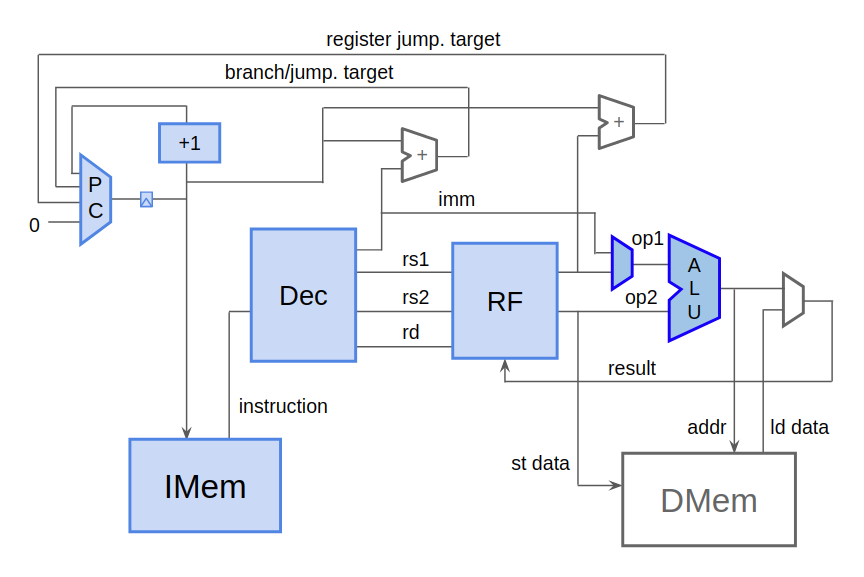 register jump. target
branch/jump. target
+1
+
+
P
C
0
imm
op1
rs1
A
Dec
rs2
RF
op2
L
U
rd
result
instruction
addr
ld data
st data
IMem
DMem